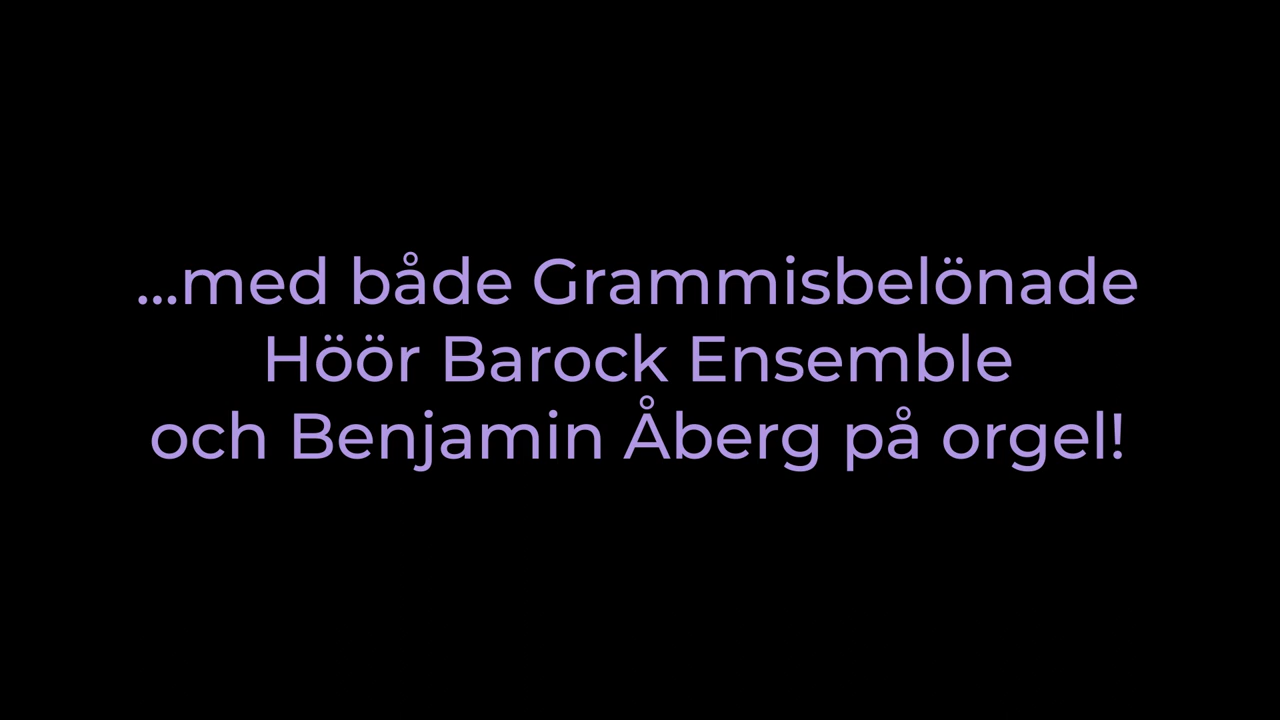 ...med både Grammisbelönade
Höör Barock Ensemble
och Benjamin Åberg på orgel!